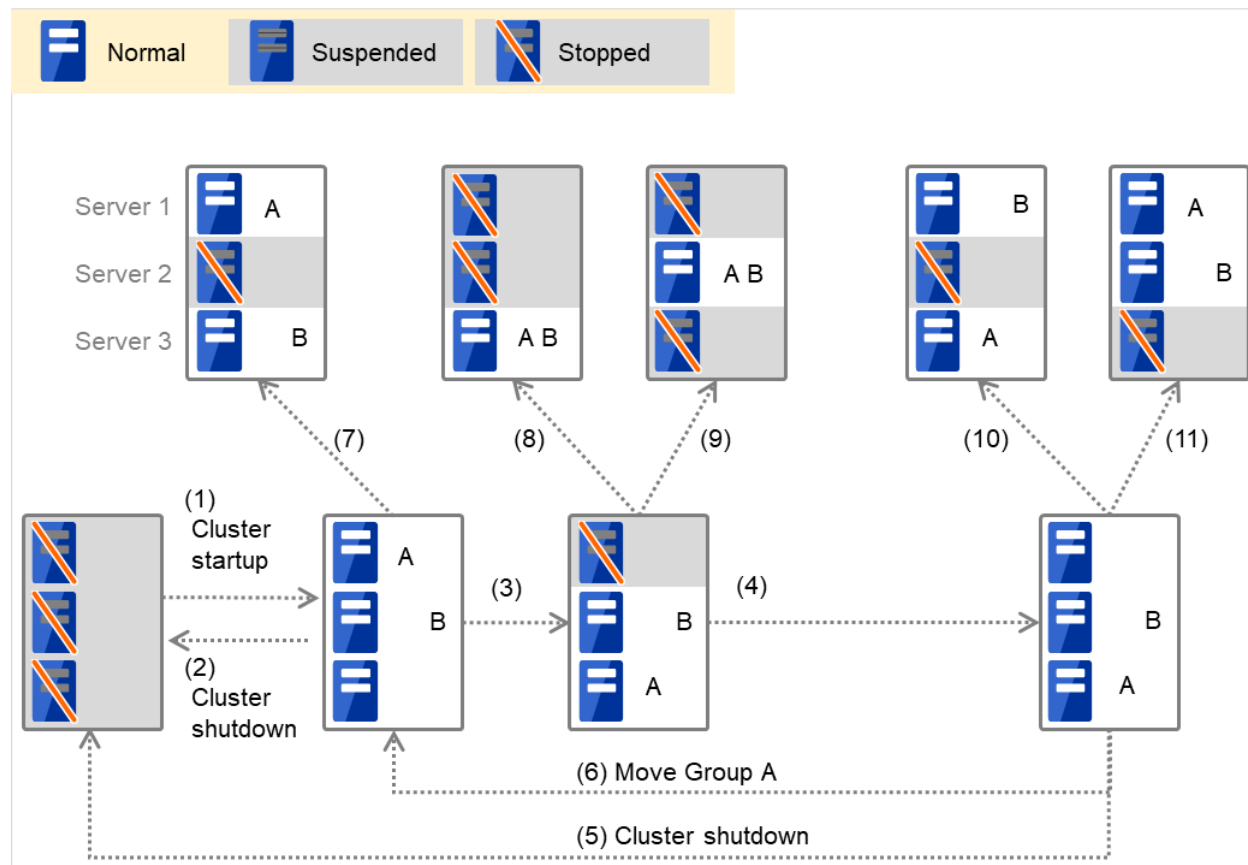 Normal
Suspended
Stopped
Server 1
Server 2
Server 3
A
B
A B
A B
B
A
A
B
(7)
(8)
(9)
(10)
(11)
(1)
Cluster
startup
(2)
Cluster
shutdown
A
B
(3)
B
A
(4)
B
A
(6) Move Group A
(5) Cluster shutdown